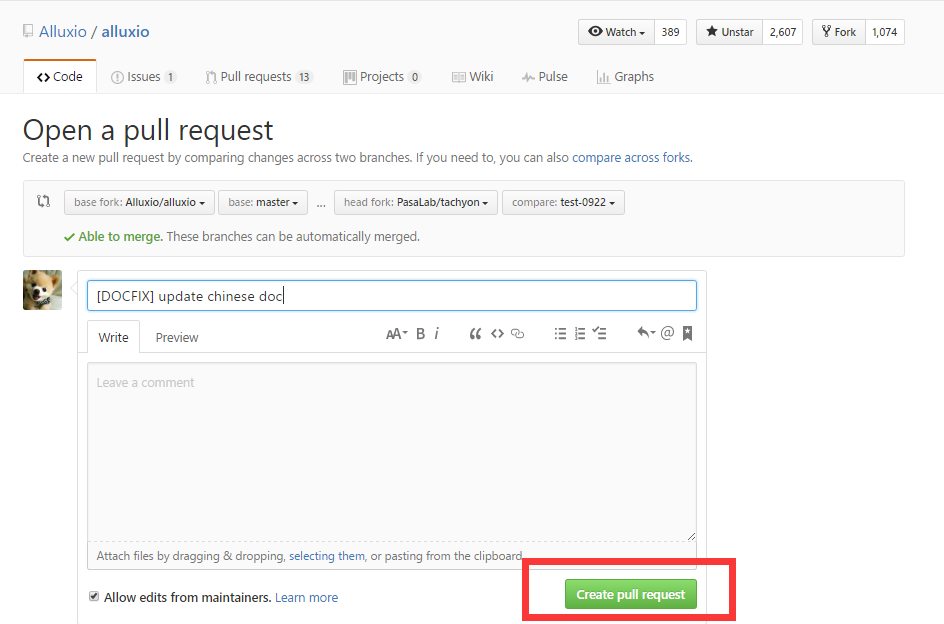 Alluxio / alluxio
Watch 389 Unstar 2,607 Fork 1,074
Code Issues 1 Pull requests 13 Projects 0 Wiki Pulse Graphs
Open a pull request
Create a new pull request by comparing changes across two branches. If you need to, you can also compare across forks.
base fork: Alluxio/alluxio base: master ... head fork: PasaLab/tachyon compare: test-0922
Able to merge. These branches can be automatically merged.
[DOCFIX] update chinese doc
Write Preview AA B i @
Leave a comment
Attach files by dragging & dropping, selecting them, or pasting from the clipboard.
Allow edits from maintainers. Learn more Create pull request